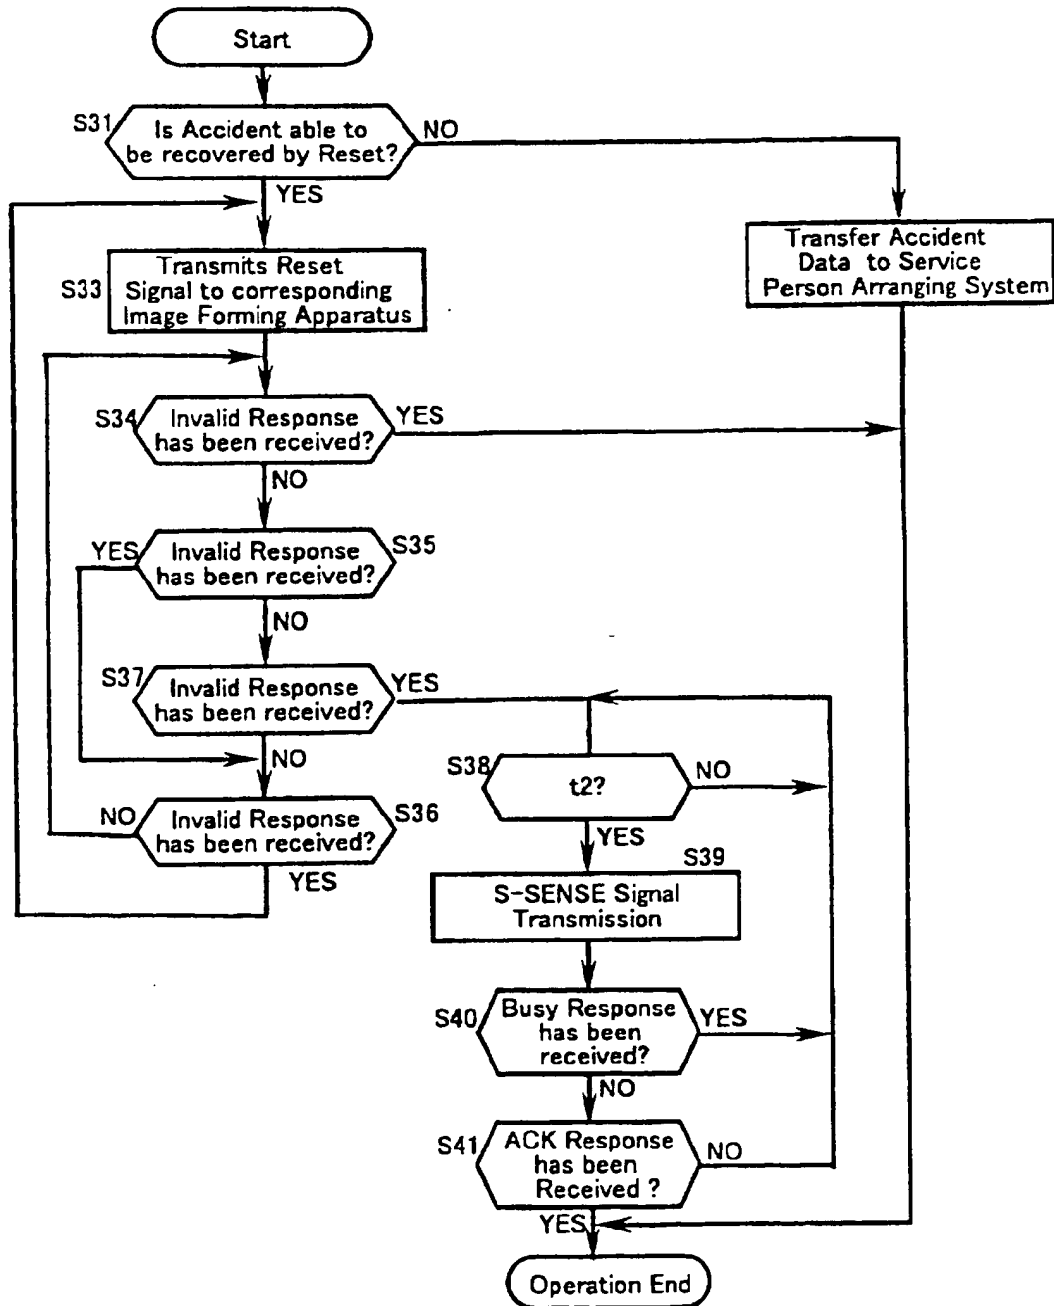 Start
S31
Is Accident able to
be recovered by Reset?
NO
YES
Transfer Accident
Data to Service
Person Arranging System
S33
Transmits Reset
Signal to corresponding
Image Forming Apparatus
S34
Invalid Response
has been received?
YES
NO
YES
Invalid Response
has been received?
S35
NO
S37
Invalid Response
has been received?
YES
NO
S38
t2?
NO
YES
NO
Invalid Response
has been received?
S36
YES
S39
S-SENSE Signal
Transmission
S40
Busy Response
has been
received?
YES
NO
S41
ACK Response
has been
Received ?
NO
YES
Operation End